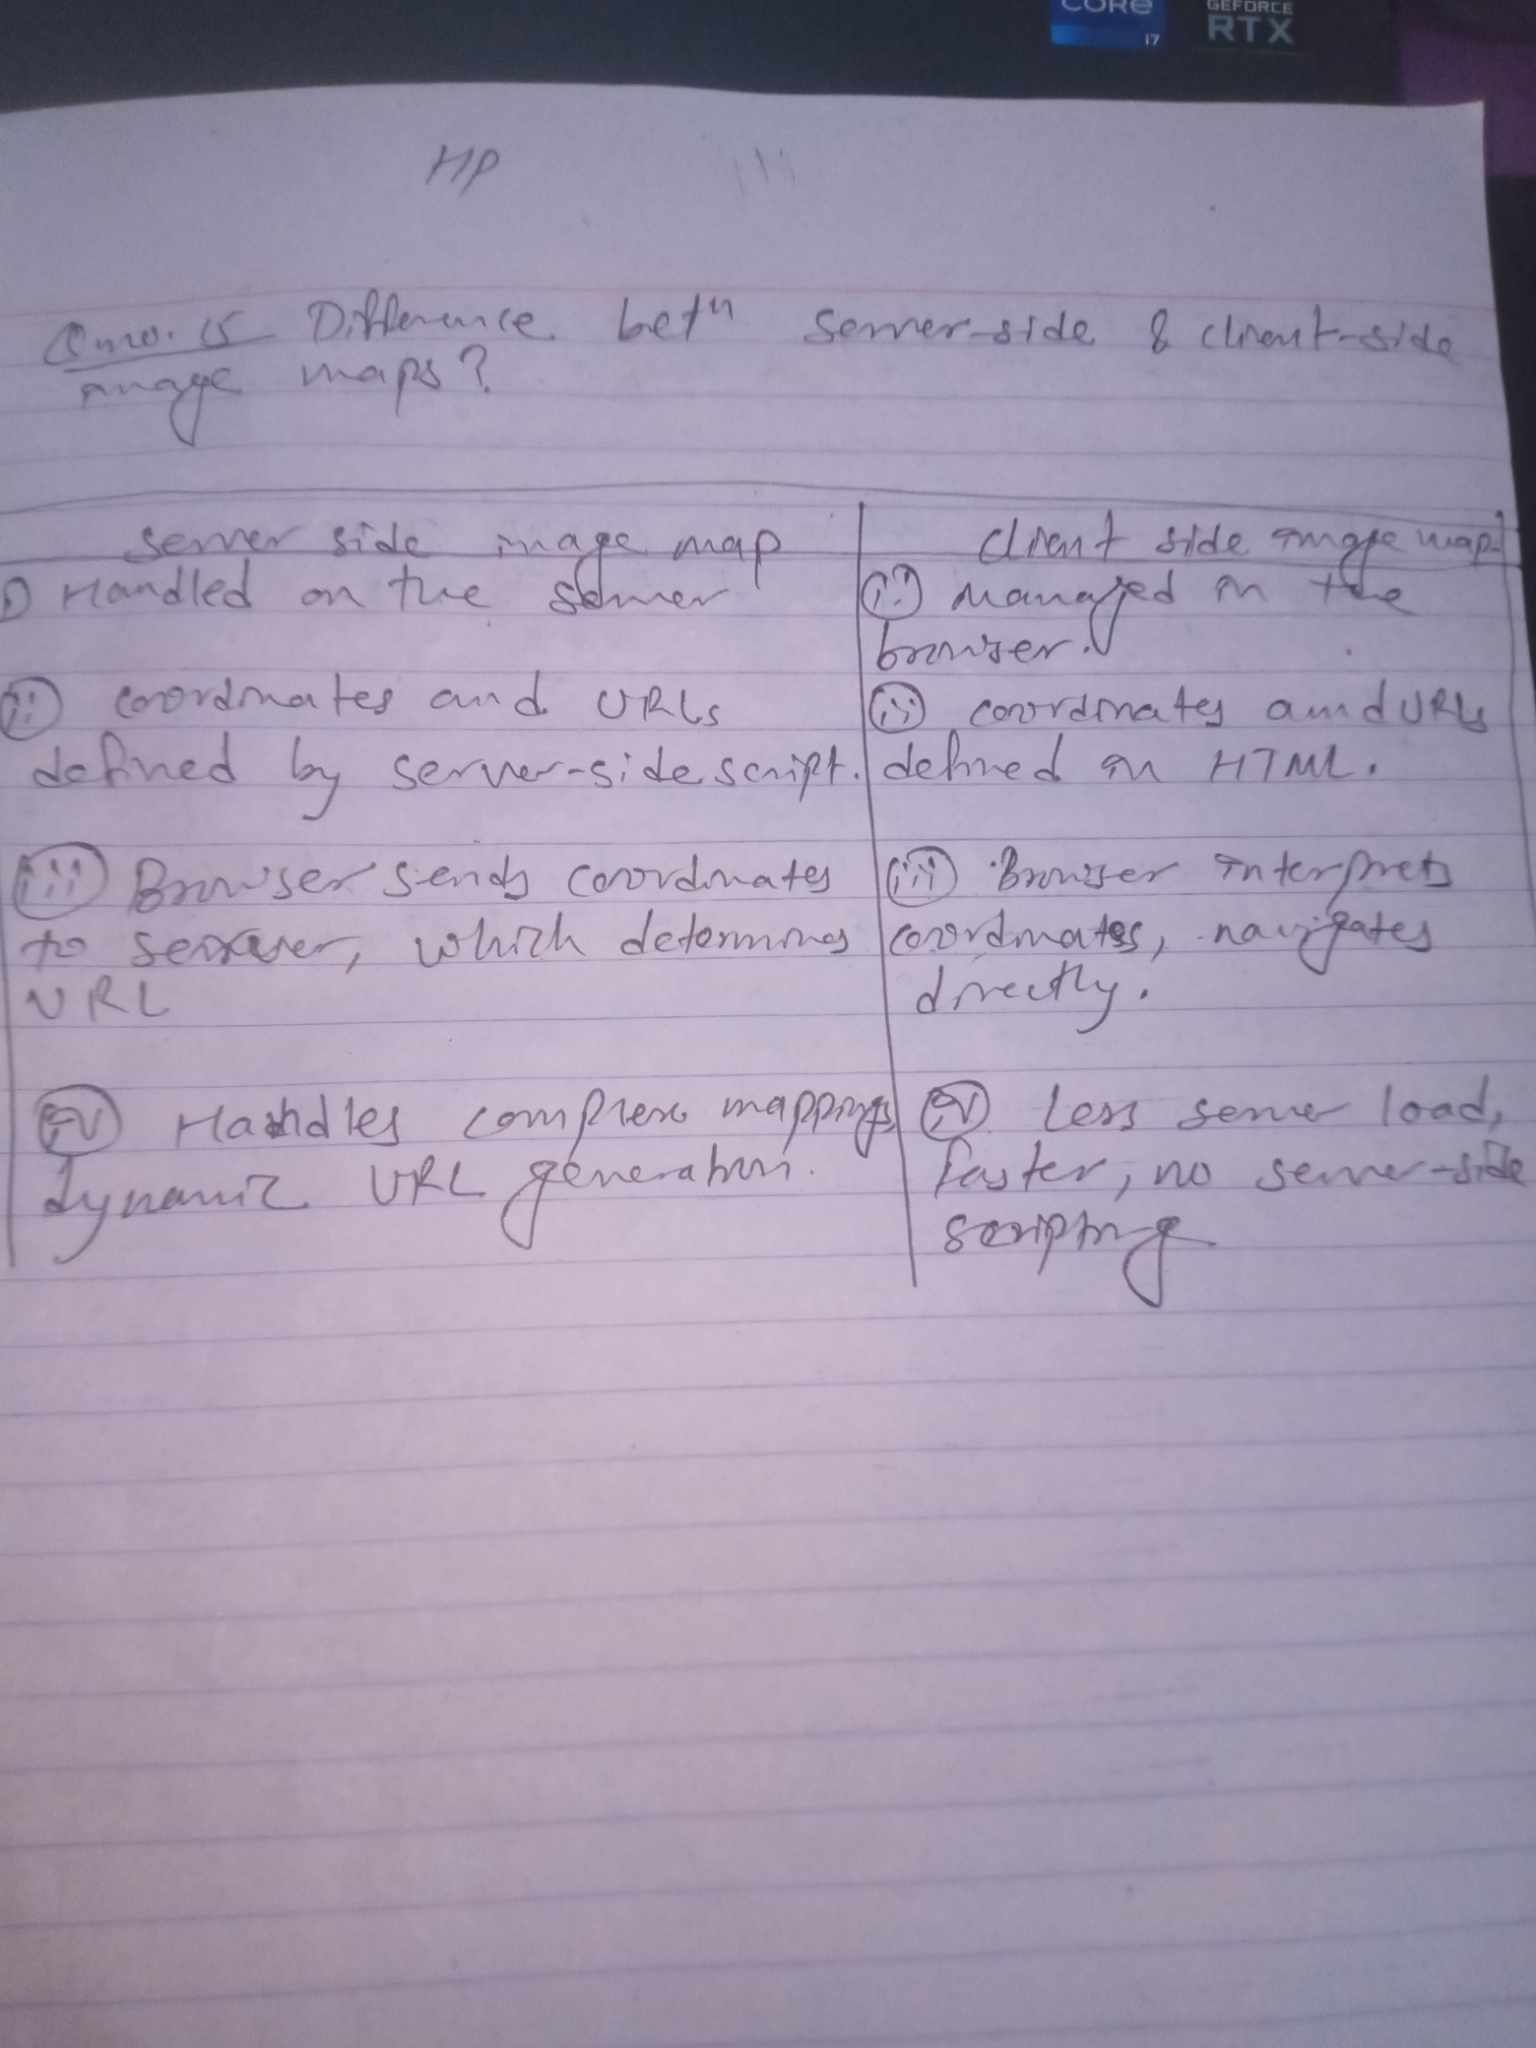 CORE
i7
GEFORCE
RTX
HP
Q.no. 15 Difference betn server-side & client-side
image maps?
server side image map
i) Handled on the server
ii) coordinates and URLs
defined by server-side script.
iii) Browser sends coordinates
to server, which determines
URL
iv) Handles complex mappings
dynamic URL generation.
client side image map
i) managed in the
browser.
ii) coordinates and URLs
defined in HTML.
iii) Browser interprets
coordinates, navigates
directly.
iv) Less server load,
faster, no server-side
scripting